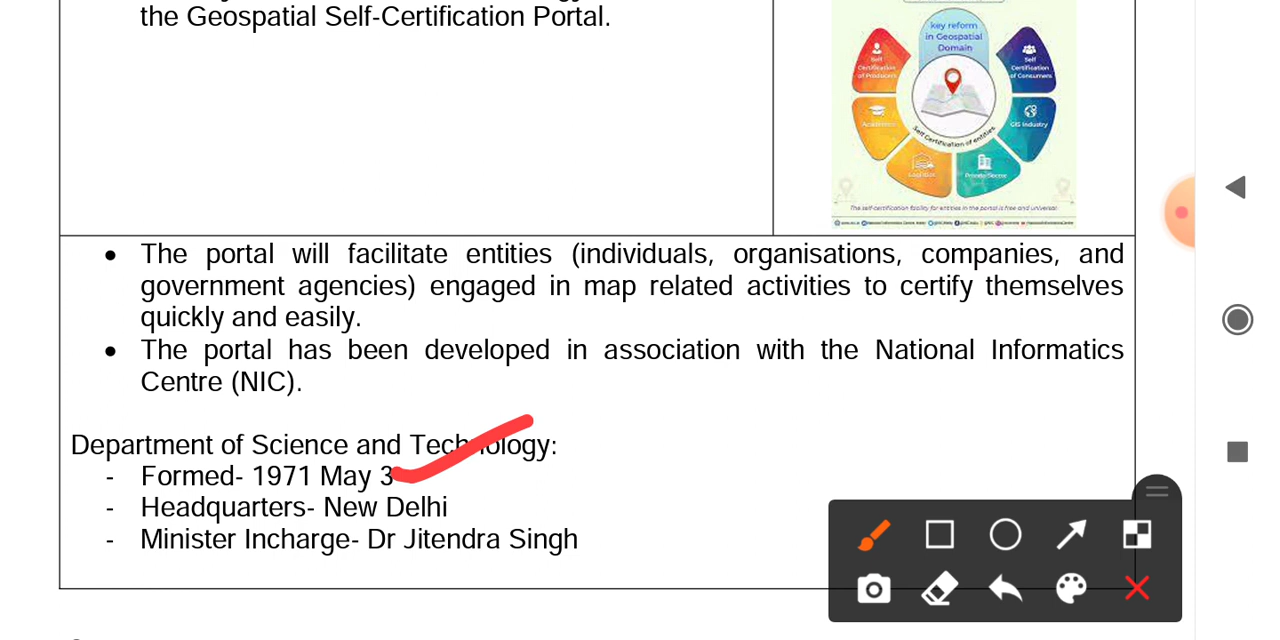 the Geospatial Self-Certification Portal.
key reform
in Geospatial
Domain
Self
Certification
of Producers
Self
Certification
of Consumers
Academia
GIS Industry
Self Certification of entities
Logistics
Private Sector
The self-certification facility for entities in the portal is free and universal.
• The portal will facilitate entities (individuals, organisations, companies, and
government agencies) engaged in map related activities to certify themselves
quickly and easily.
• The portal has been developed in association with the National Informatics
Centre (NIC).
Department of Science and Technology:
- Formed- 1971 May 3
- Headquarters- New Delhi
- Minister Incharge- Dr Jitendra Singh